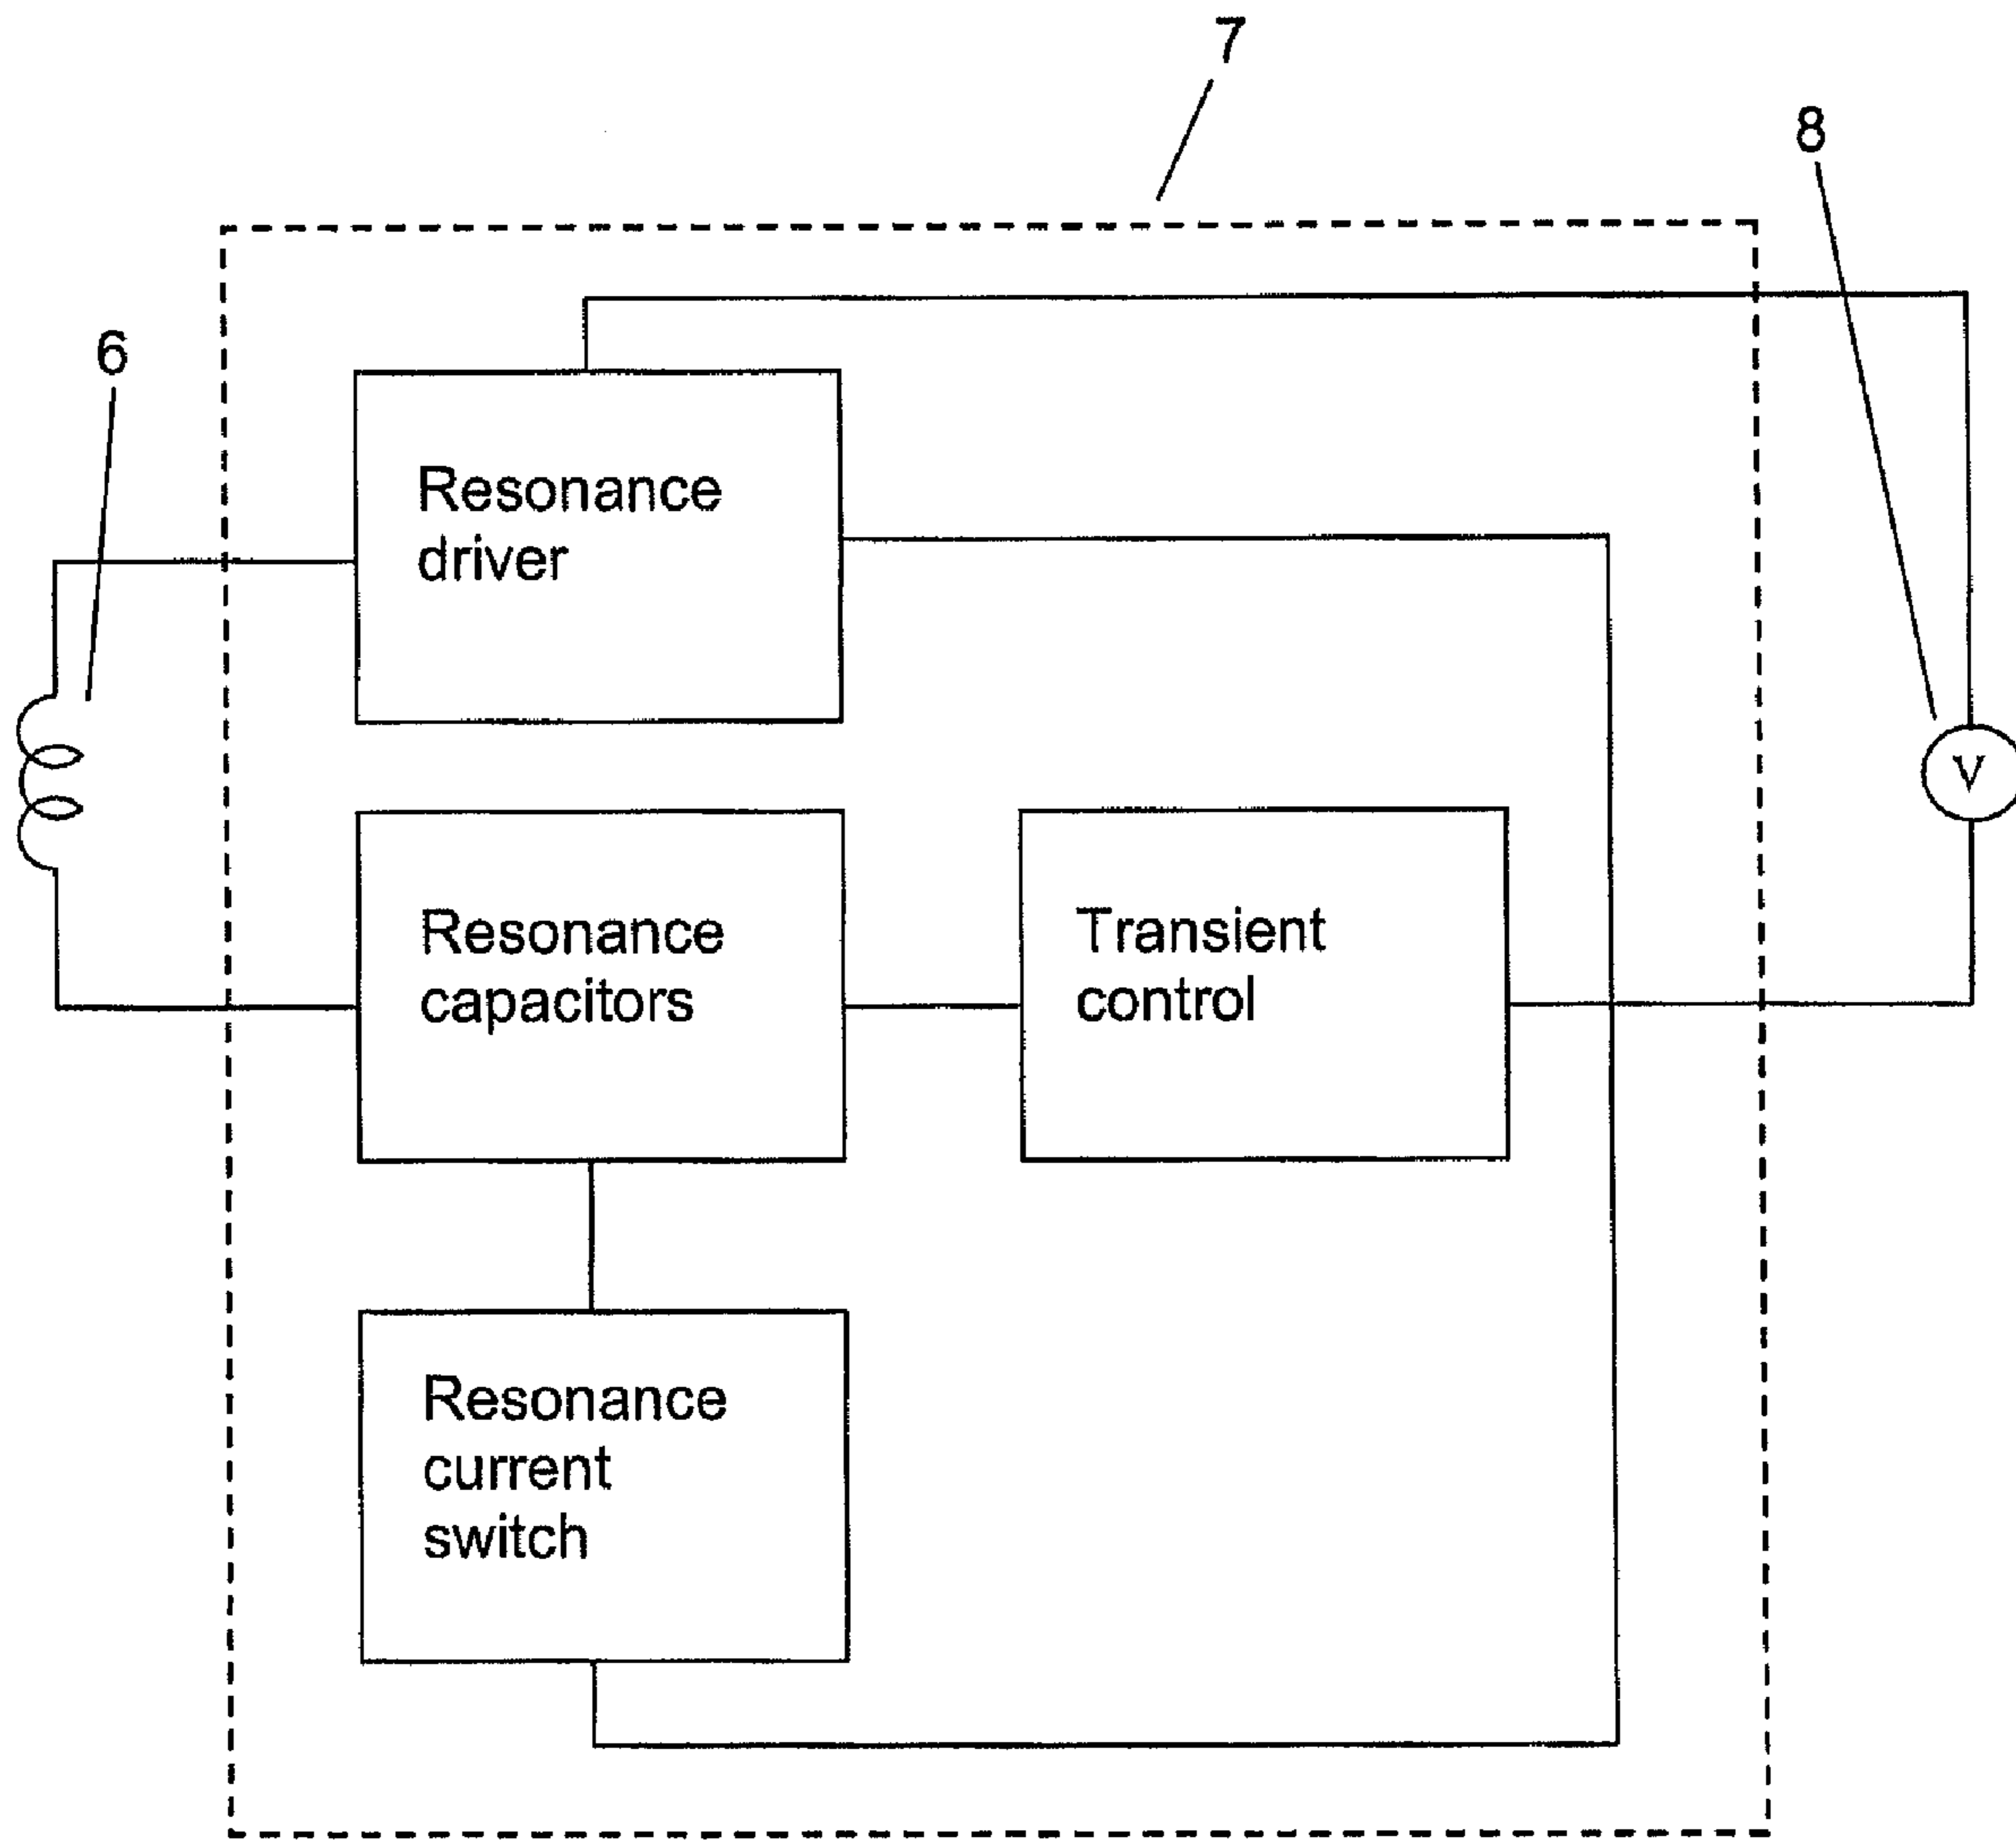 7
8
6
Resonance
driver
V
Resonance
capacitors
Transient
control
Resonance
current
switch